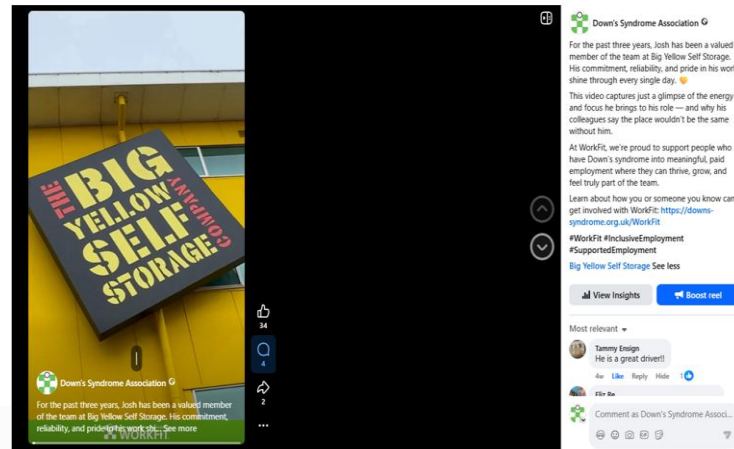 THE
BIG
YELLOW
SELF
STORAGE
COMPANY
Down's Syndrome Association
For the past three years, Josh has been a valued member
of the team at Big Yellow Self Storage. His commitment,
reliability, and pride in his work shi... See more
WORKFIT
34
4
2
Down's Syndrome Association
For the past three years, Josh has been a valued
member of the team at Big Yellow Self Storage.
His commitment, reliability, and pride in his work
shine through every single day.
This video captures just a glimpse of the energy
and focus he brings to his role — and why his
colleagues say the place wouldn't be the same
without him.
At WorkFit, we're proud to support people who
have Down's syndrome into meaningful, paid
employment where they can thrive, grow, and
feel truly part of the team.
Learn about how you or someone you know can
get involved with WorkFit: https://downs-
syndrome.org.uk/WorkFit
#WorkFit #InclusiveEmployment
#SupportedEmployment
Big Yellow Self Storage See less
View Insights
Boost reel
Most relevant
Tammy Ensign
He is a great driver!!
4w Like Reply Hide 1
Comment as Down's Syndrome Associ...